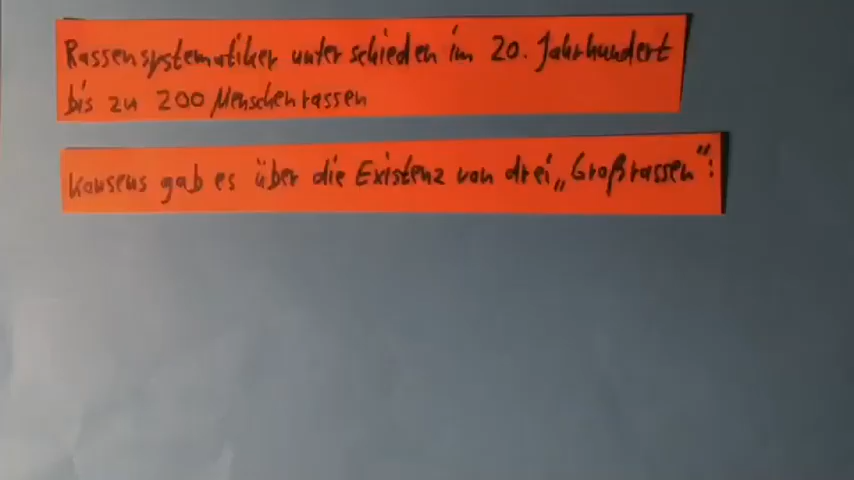 Rassensystematiker unterschieden im 20. Jahrhundert
bis zu 200 Menschenrassen
Konsens gab es über die Existenz von drei „Großrassen":